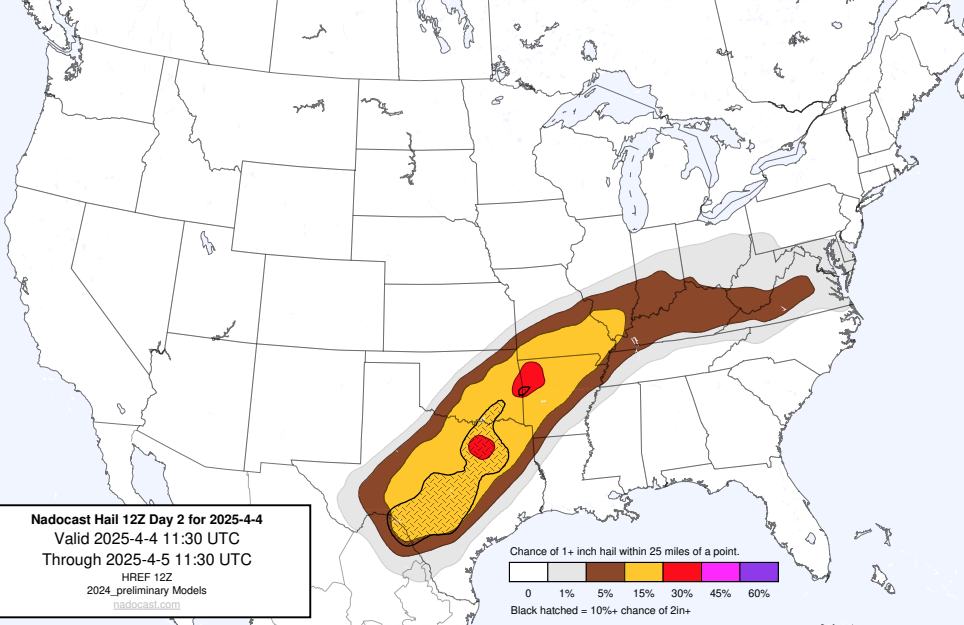 Nadocast Hail 12Z Day 2 for 2025-4-4
Valid 2025-4-4 11:30 UTC
Through 2025-4-5 11:30 UTC
HREF 12Z
2024_preliminary Models
nadocast.com
Chance of 1+ inch hail within 25 miles of a point.
0 1% 5% 15% 30% 45% 60%
Black hatched = 10%+ chance of 2in+